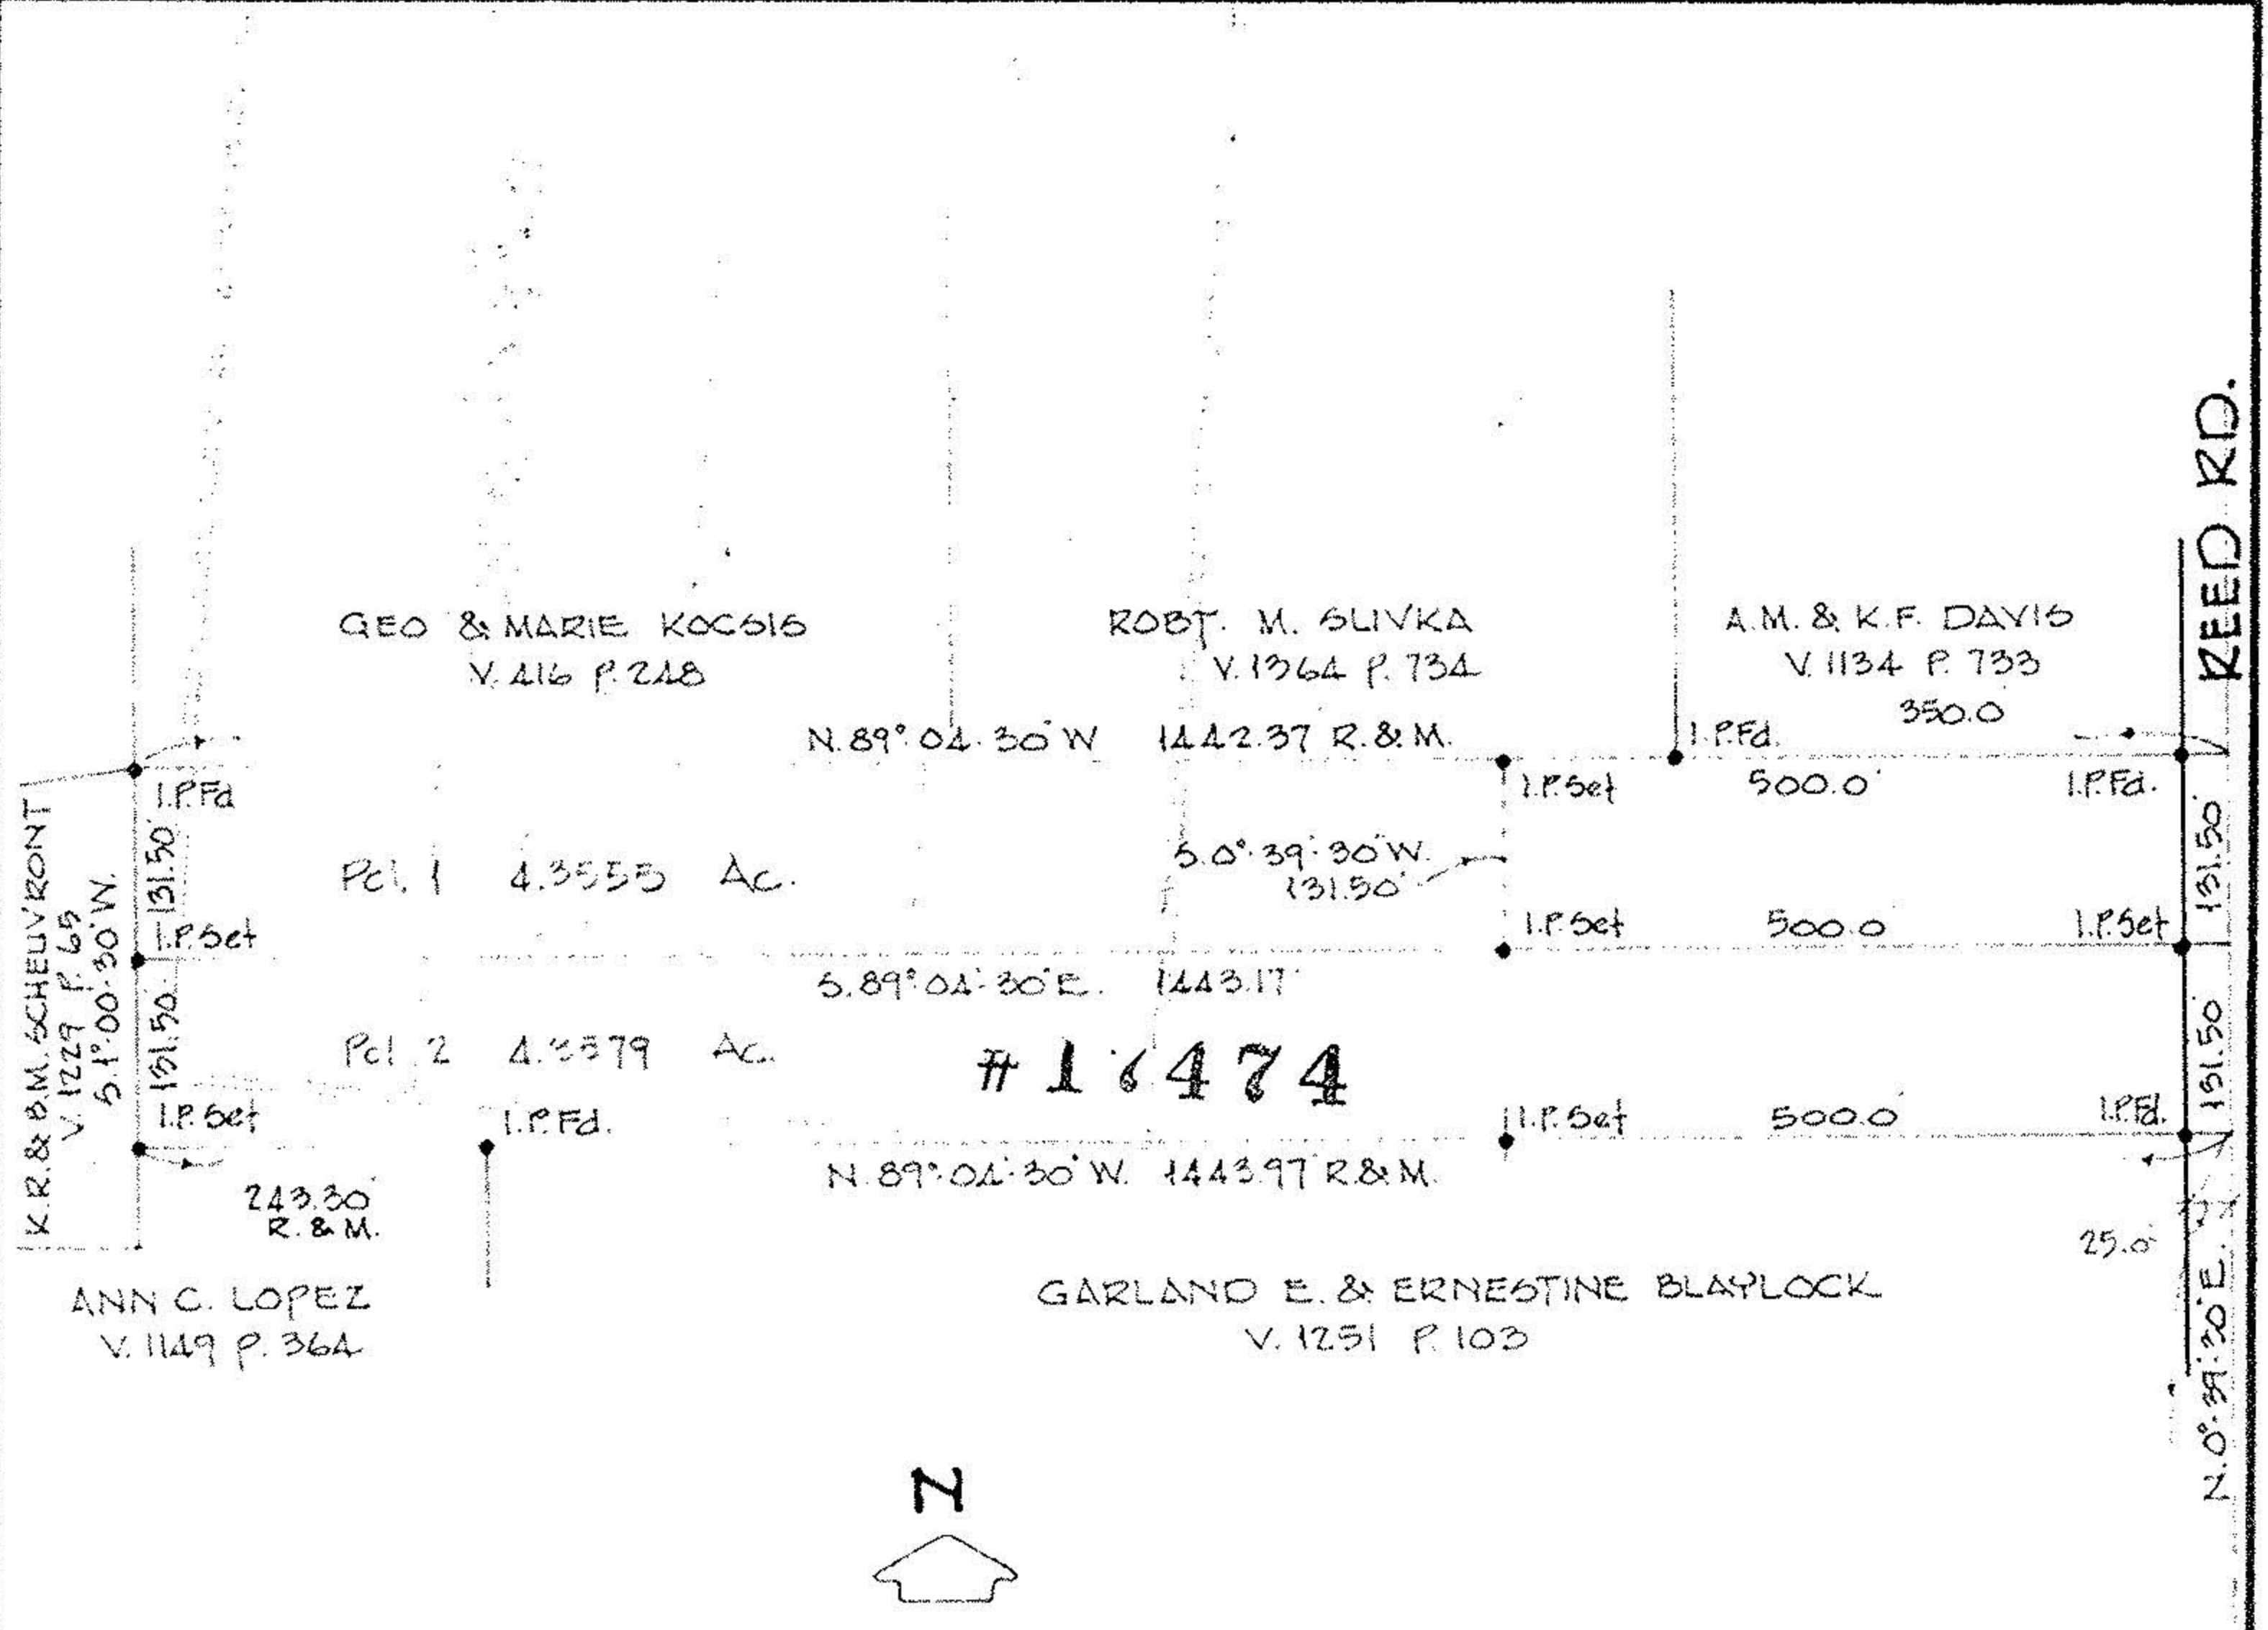 REED RD.
GEO & MARIE KOCSIS
V. 416 P. 248
ROBT. M. SLIVKA
V. 1364 P. 734
A.M. & K.F. DAVIS
V. 1134 P. 733
350.0
N. 89° 04' 30" W 1442.37 R. & M.
I.P. Fd.
I.P. Fd
I.P. Set
500.0'
I.P. Fd.
131.50'
131.50'
K.R. & B.M. SCHEUVRONT
V. 1229 P. 65
S. 1° 00' 30" W.
Pcl. 1 4.3555 Ac.
S. 0° 39' 30" W.
131.50'
I.P. Set
I.P. Set
500.0
I.P. Set
S. 89° 04' 30" E. 1443.17'
131.50
131.50
Pcl. 2 4.3579 Ac.
I.P. Set
I.P. Fd.
I.P. Set
500.0'
I.P. Fd.
N. 89° 04' 30" W. 1443.97' R. & M.
243.30'
R. & M.
25.0'
N. 0° 39' 30" E.
ANN C. LOPEZ
V. 1149 P. 364
GARLAND E. & ERNESTINE BLAYLOCK
V. 1251 P. 103
N